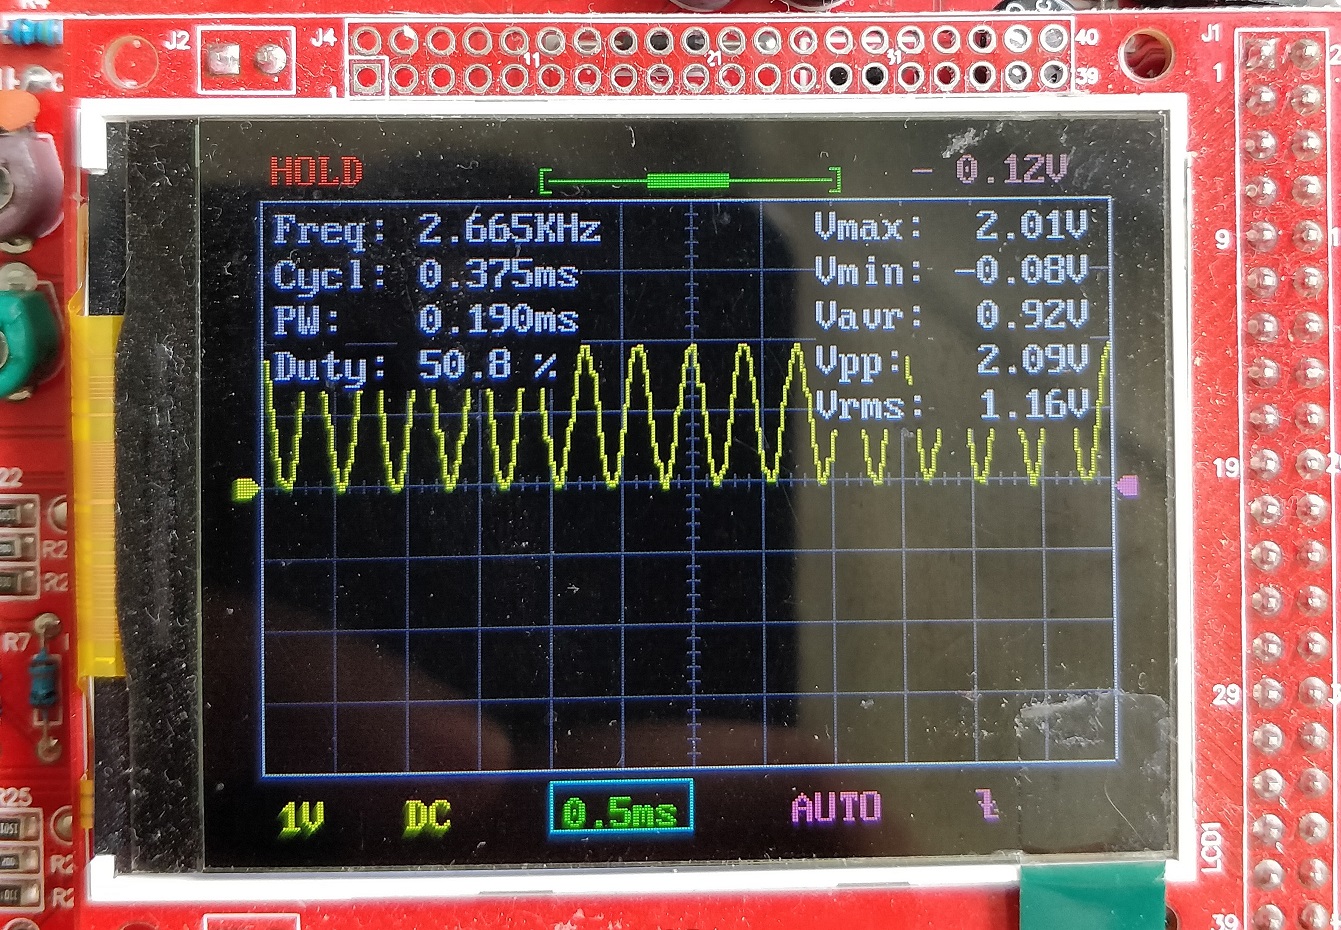 J2
J4
40
J1
11
21
31
1
39
HOLD
- 0.12V
Freq: 2.665KHz
Vmax: 2.01V
Cycl: 0.375ms
Vmin: -0.08V
PW: 0.190ms
Vavr: 0.92V
Duty: 50.8 %
Vpp: 2.09V
Vrms: 1.16V
9
19
29
39
R7
R25
LCD1
1V
DC
0.5ms
AUTO